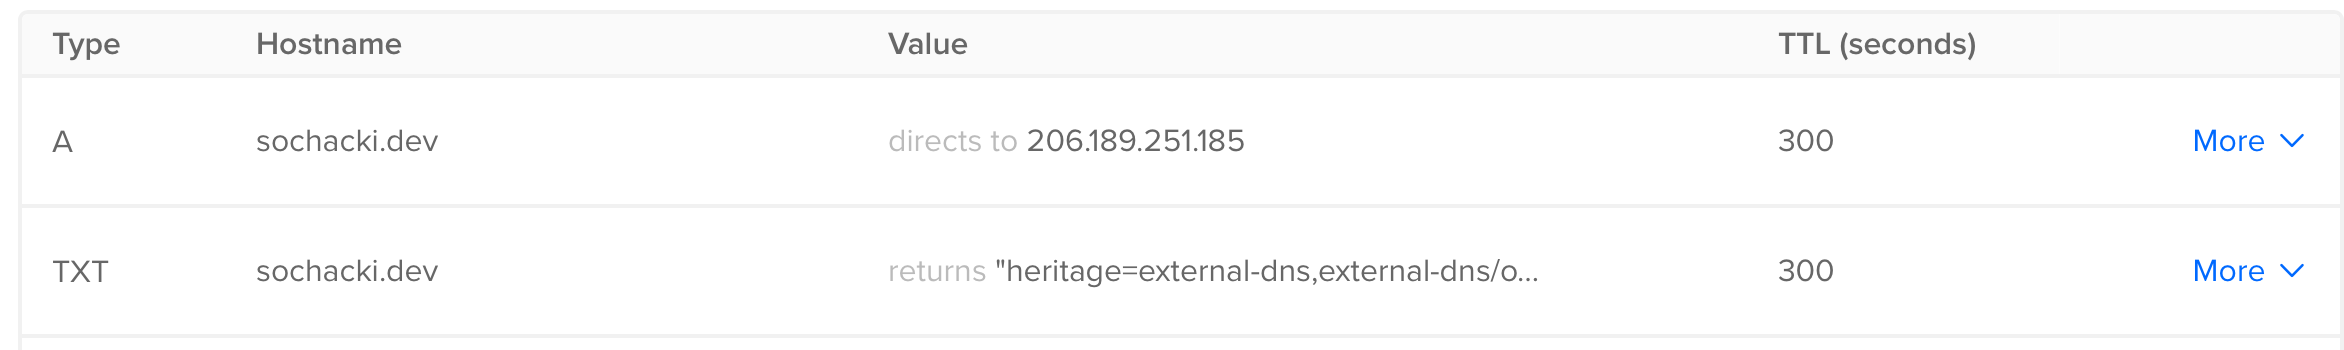 Type Hostname Value TTL (seconds)
A sochacki.dev directs to 206.189.251.185 300 More
TXT sochacki.dev returns "heritage=external-dns,external-dns/o... 300 More